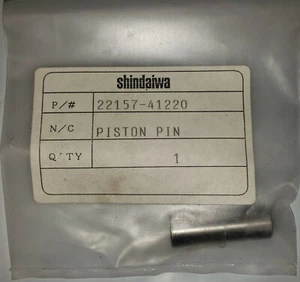 shindaiwa
P/# 22157-41220
N/C PISTON PIN
Q'TY 1